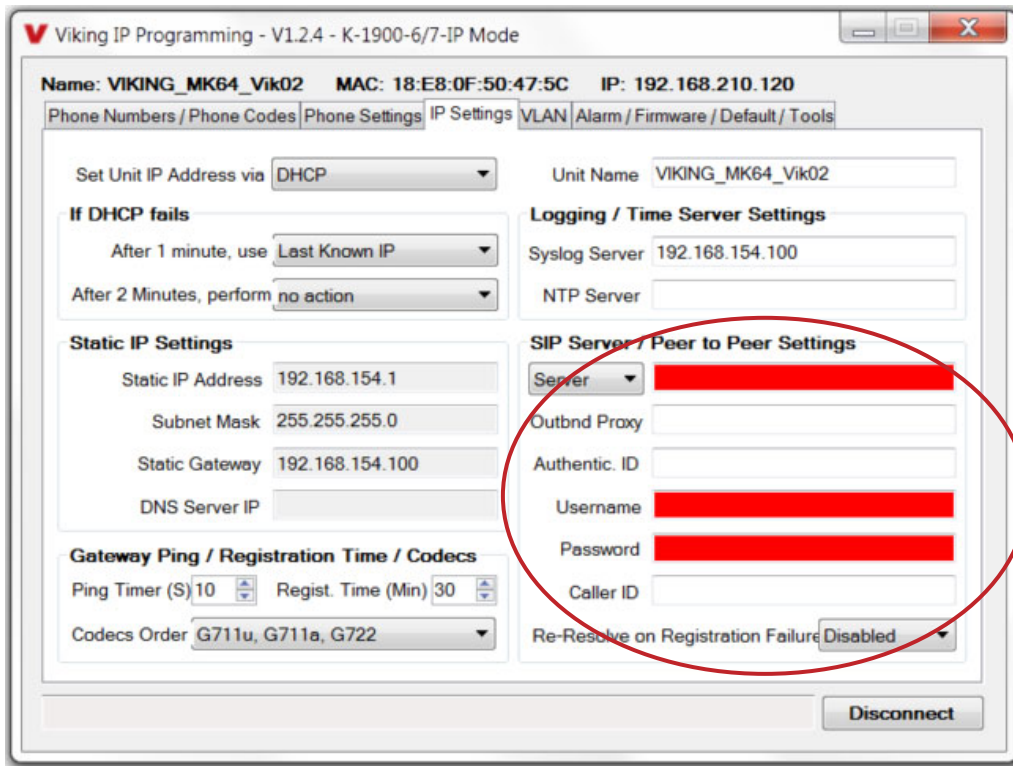 Viking IP Programming - V1.2.4 - K-1900-6/7-IP Mode
Name: VIKING_MK64_Vik02 MAC: 18:E8:0F:50:47:5C IP: 192.168.210.120
Phone Numbers / Phone Codes Phone Settings IP Settings VLAN Alarm / Firmware / Default / Tools
Set Unit IP Address via DHCP
If DHCP fails
After 1 minute, use Last Known IP
After 2 Minutes, perform no action
Static IP Settings
Static IP Address 192.168.154.1
Subnet Mask 255.255.255.0
Static Gateway 192.168.154.100
DNS Server IP
Gateway Ping / Registration Time / Codecs
Ping Timer (S) 10 Regist. Time (Min) 30
Codecs Order G711u, G711a, G722
Unit Name VIKING_MK64_Vik02
Logging / Time Server Settings
Syslog Server 192.168.154.100
NTP Server
SIP Server / Peer to Peer Settings
Server
Outbnd Proxy
Authentic. ID
Username
Password
Caller ID
Re-Resolve on Registration Failure Disabled
Disconnect